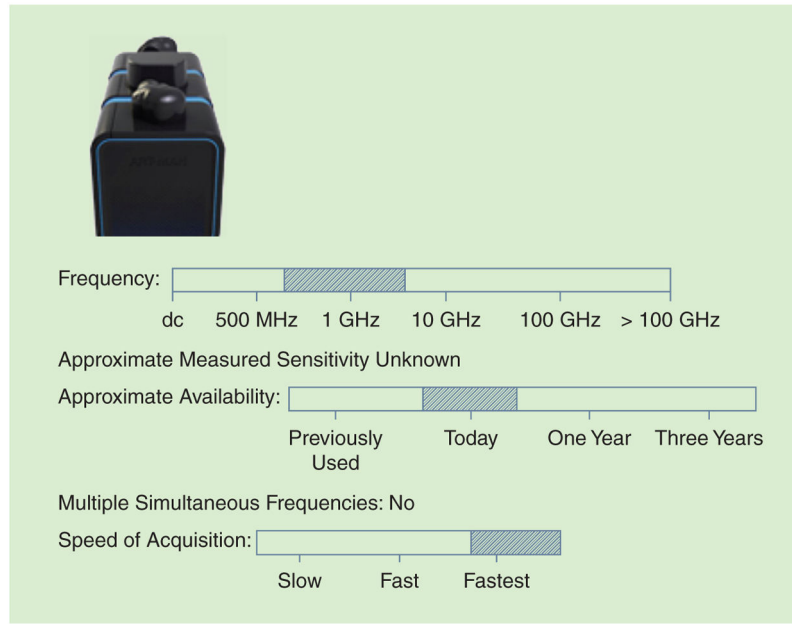 Frequency:
dc 500 MHz 1 GHz 10 GHz 100 GHz > 100 GHz
Approximate Measured Sensitivity Unknown
Approximate Availability:
Previously Used Today One Year Three Years
Multiple Simultaneous Frequencies: No
Speed of Acquisition:
Slow Fast Fastest